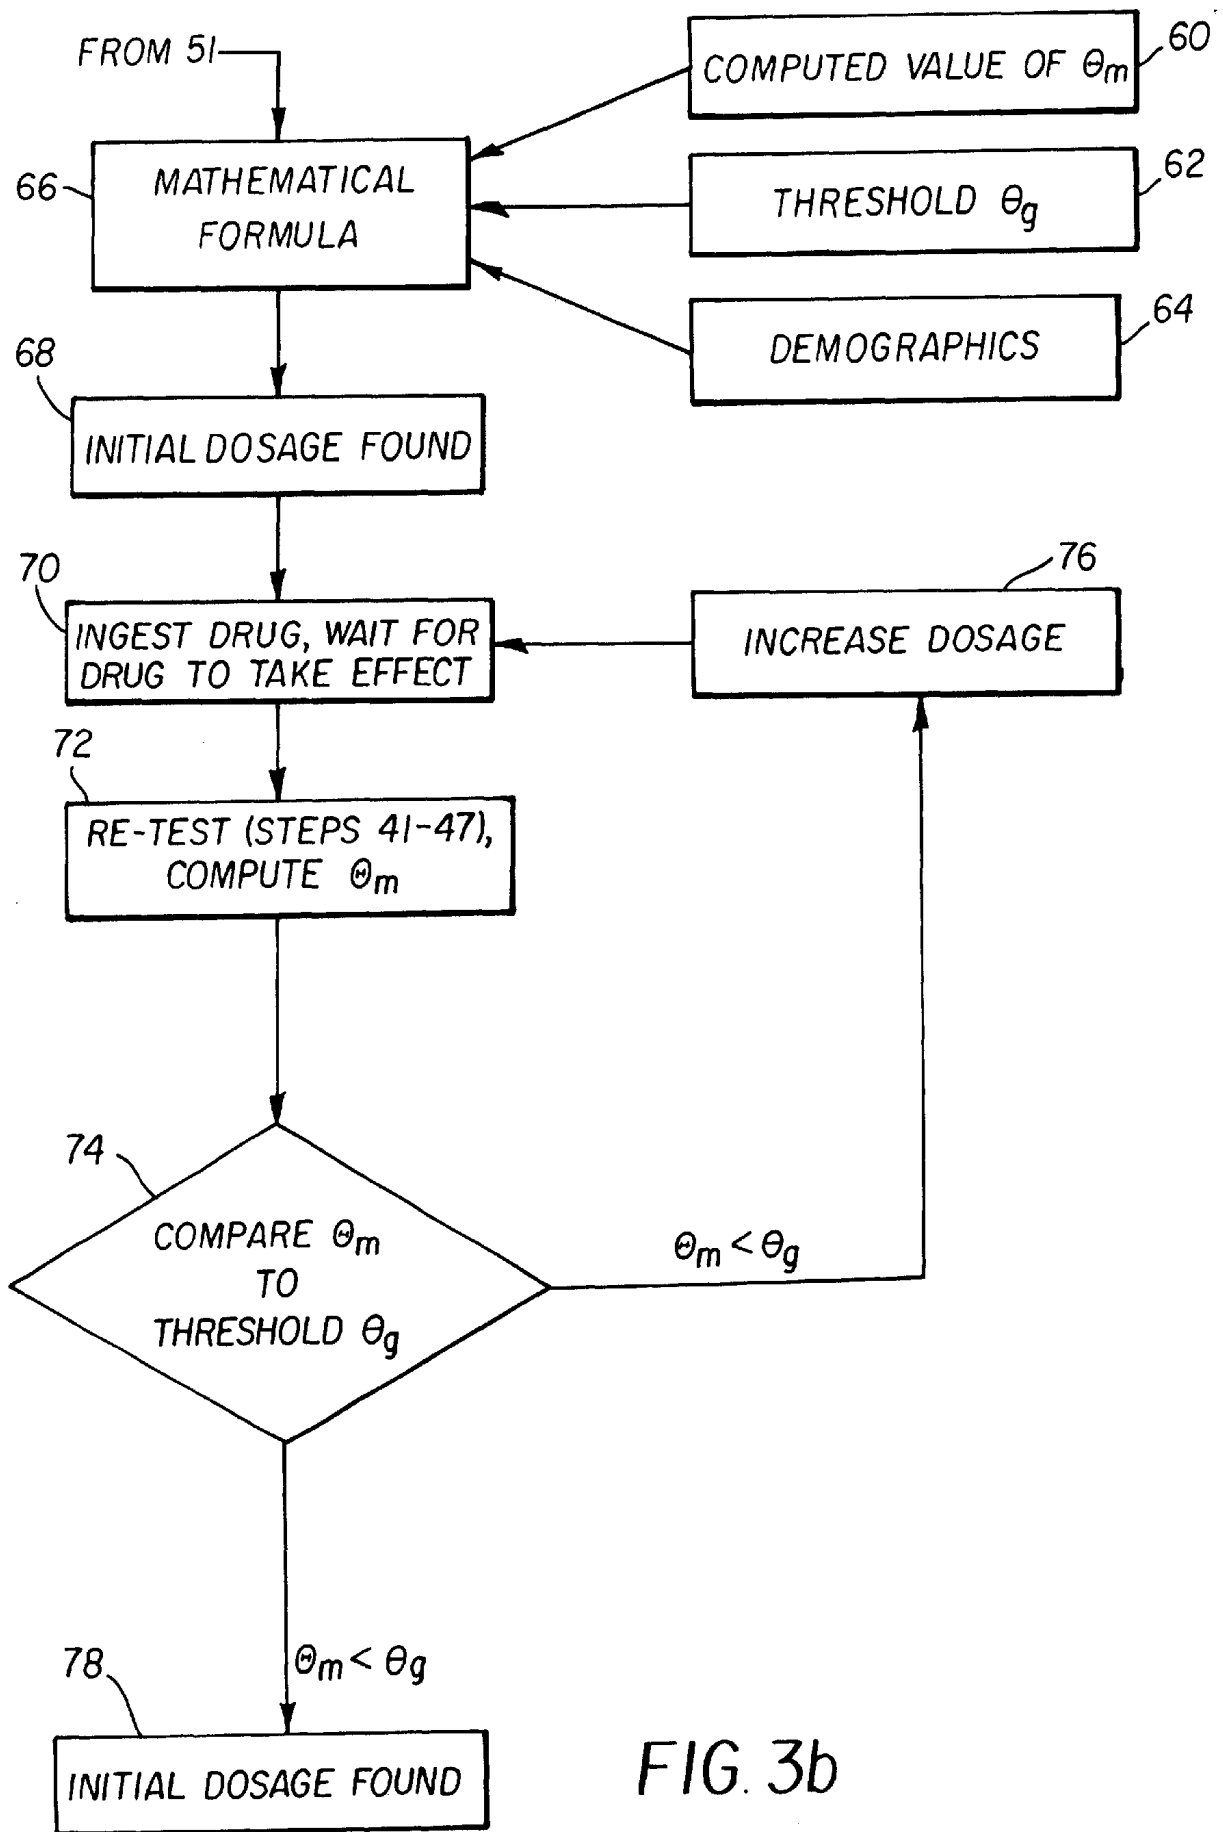 FROM 51
COMPUTED VALUE OF Θm
60
66
MATHEMATICAL
FORMULA
THRESHOLD θg
62
DEMOGRAPHICS
64
68
INITIAL DOSAGE FOUND
70
INGEST DRUG, WAIT FOR
DRUG TO TAKE EFFECT
76
INCREASE DOSAGE
72
RE-TEST (STEPS 41-47),
COMPUTE Θm
74
COMPARE Θm
TO
THRESHOLD θg
Θm < θg
Θm < θg
78
INITIAL DOSAGE FOUND
FIG. 3b